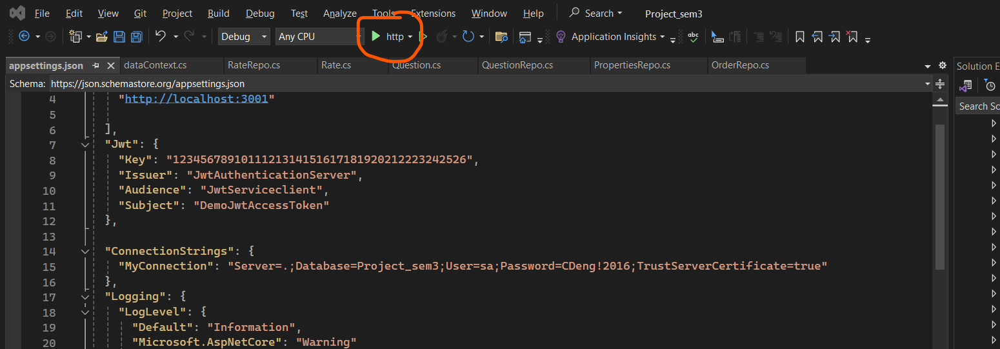 File Edit View Git Project Build Debug Test Analyze Tools Extensions Window Help Search Project_sem3
Debug Any CPU http Application Insights abc
appsettings.json dataContext.cs RateRepo.cs Rate.cs Question.cs QuestionRepo.cs PropertiesRepo.cs OrderRepo.cs Solution E
Schema: https://json.schemastore.org/appsettings.json
Search So
4 "http://localhost:3001"
5
6 ],
7 "Jwt": {
8 "Key": "1234567891011121314151617181920212223242526",
9 "Issuer": "JwtAuthenticationServer",
10 "Audience": "JwtServiceclient",
11 "Subject": "DemoJwtAccessToken"
12 },
13
14 "ConnectionStrings": {
15 "MyConnection": "Server=.;Database=Project_sem3;User=sa;Password=CDeng!2016;TrustServerCertificate=true"
16 },
17 "Logging": {
18 "LogLevel": {
19 "Default": "Information",
20 "Microsoft.AspNetCore": "Warning"